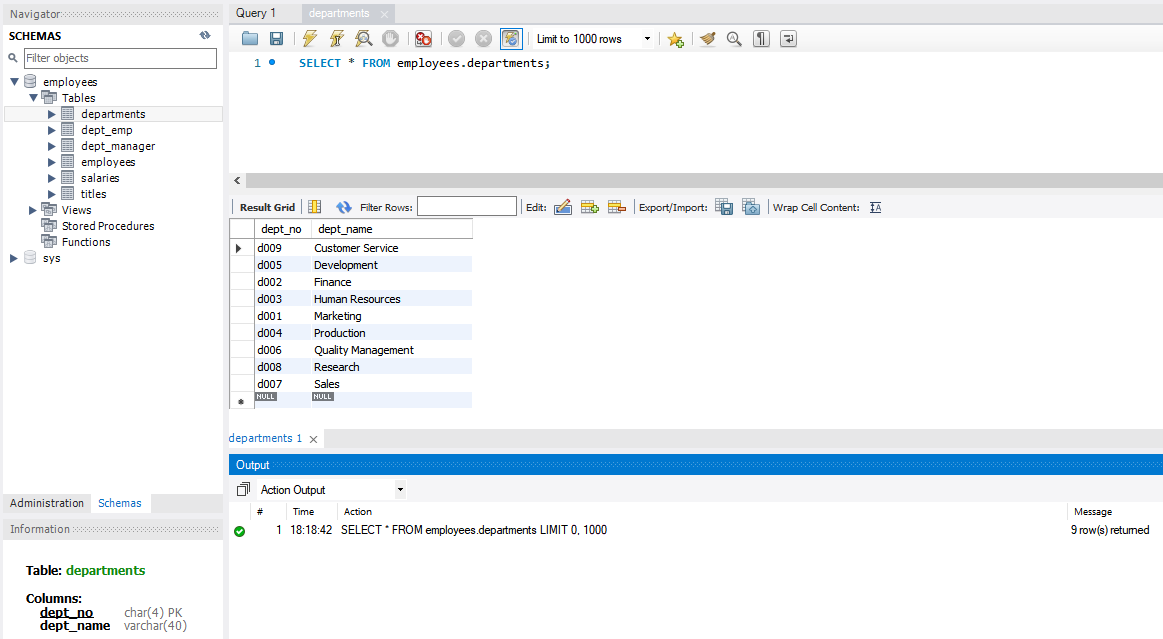 Navigator
SCHEMAS
Filter objects
employees
Tables
departments
dept_emp
dept_manager
employees
salaries
titles
Views
Stored Procedures
Functions
sys
Administration Schemas
Information
Table: departments
Columns:
dept_no char(4) PK
dept_name varchar(40)
Query 1 departments
Limit to 1000 rows
1 SELECT * FROM employees.departments;
Result Grid Filter Rows: Edit: Export/Import: Wrap Cell Content:
dept_no dept_name
d009 Customer Service
d005 Development
d002 Finance
d003 Human Resources
d001 Marketing
d004 Production
d006 Quality Management
d008 Research
d007 Sales
NULL NULL
departments 1
Output
Action Output
# Time Action Message
1 18:18:42 SELECT * FROM employees.departments LIMIT 0, 1000 9 row(s) returned